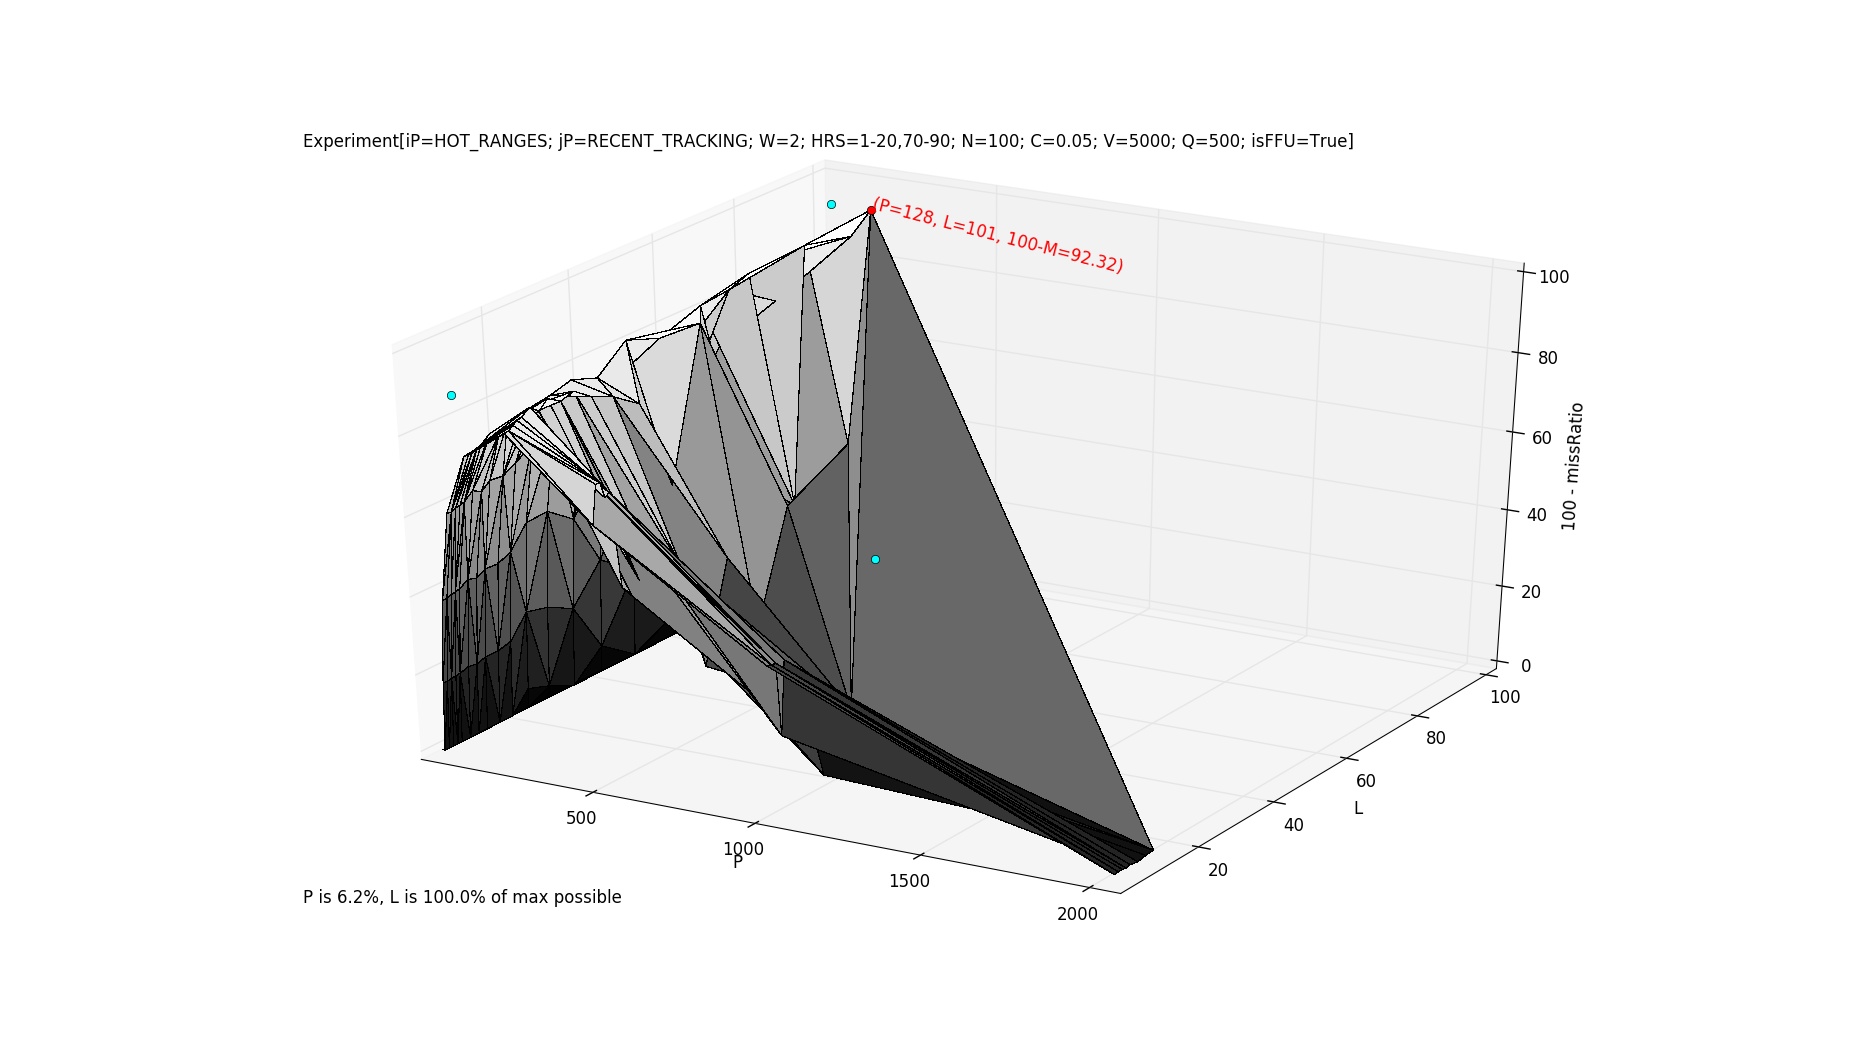 Experiment[iP=HOT_RANGES; jP=RECENT_TRACKING; W=2; HRS=1-20,70-90; N=100; C=0.05; V=5000; Q=500; isFFU=True]
(P=128, L=101, 100-M=92.32)
100
80
60
40
20
0
100 - missRatio
100
80
60
40
20
L
500
1000
1500
2000
P
P is 6.2%, L is 100.0% of max possible